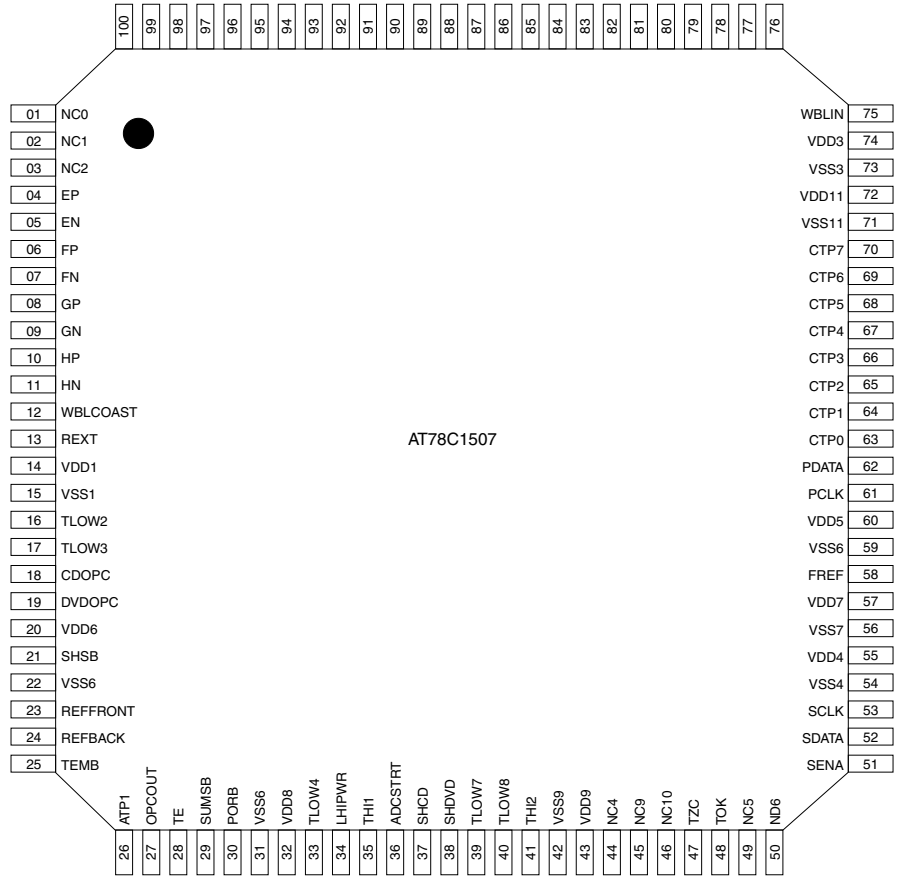 100 99 98 97 96 95 94 93 92 91 90 89 88 87 86 85 84 83 82 81 80 79 78 77 76
01 NC0
02 NC1
03 NC2
04 EP
05 EN
06 FP
07 FN
08 GP
09 GN
10 HP
11 HN
12 WBLCOAST
13 REXT
14 VDD1
15 VSS1
16 TLOW2
17 TLOW3
18 CDOPC
19 DVDOPC
20 VDD6
21 SHSB
22 VSS6
23 REFFRONT
24 REFBACK
25 TEMB
AT78C1507
WBLIN 75
VDD3 74
VSS3 73
VDD11 72
VSS11 71
CTP7 70
CTP6 69
CTP5 68
CTP4 67
CTP3 66
CTP2 65
CTP1 64
CTP0 63
PDATA 62
PCLK 61
VDD5 60
VSS6 59
FREF 58
VDD7 57
VSS7 56
VDD4 55
VSS4 54
SCLK 53
SDATA 52
SENA 51
26 ATP1
27 OPCOUT
28 TE
29 SUMSB
30 PORB
31 VSS6
32 VDD8
33 TLOW4
34 LHIPWR
35 THI1
36 ADCSTRT
37 SHCD
38 SHDVD
39 TLOW7
40 TLOW8
41 THI2
42 VSS9
43 VDD9
44 NC4
45 NC9
46 NC10
47 TZC
48 TOK
49 NC5
50 ND6